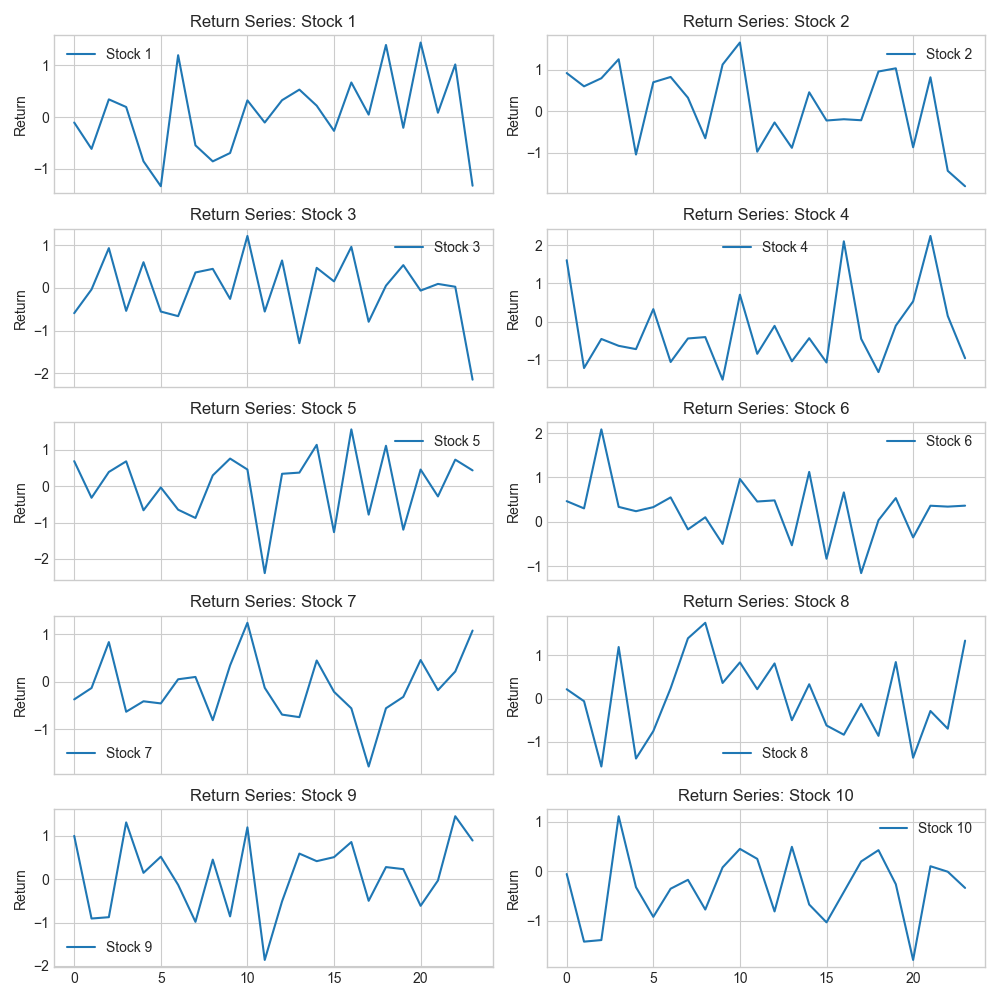 Return Series: Stock 1
Return
1
0
−1
Stock 1
Return Series: Stock 2
Return
1
0
−1
Stock 2
Return Series: Stock 3
Return
1
0
−1
−2
Stock 3
Return Series: Stock 4
Return
2
1
0
−1
Stock 4
Return Series: Stock 5
Return
1
0
−1
−2
Stock 5
Return Series: Stock 6
Return
2
1
0
−1
Stock 6
Return Series: Stock 7
Return
1
0
−1
Stock 7
Return Series: Stock 8
Return
1
0
−1
Stock 8
Return Series: Stock 9
Return
1
0
−1
−2
Stock 9
0 5 10 15 20
Return Series: Stock 10
Return
1
0
−1
Stock 10
0 5 10 15 20